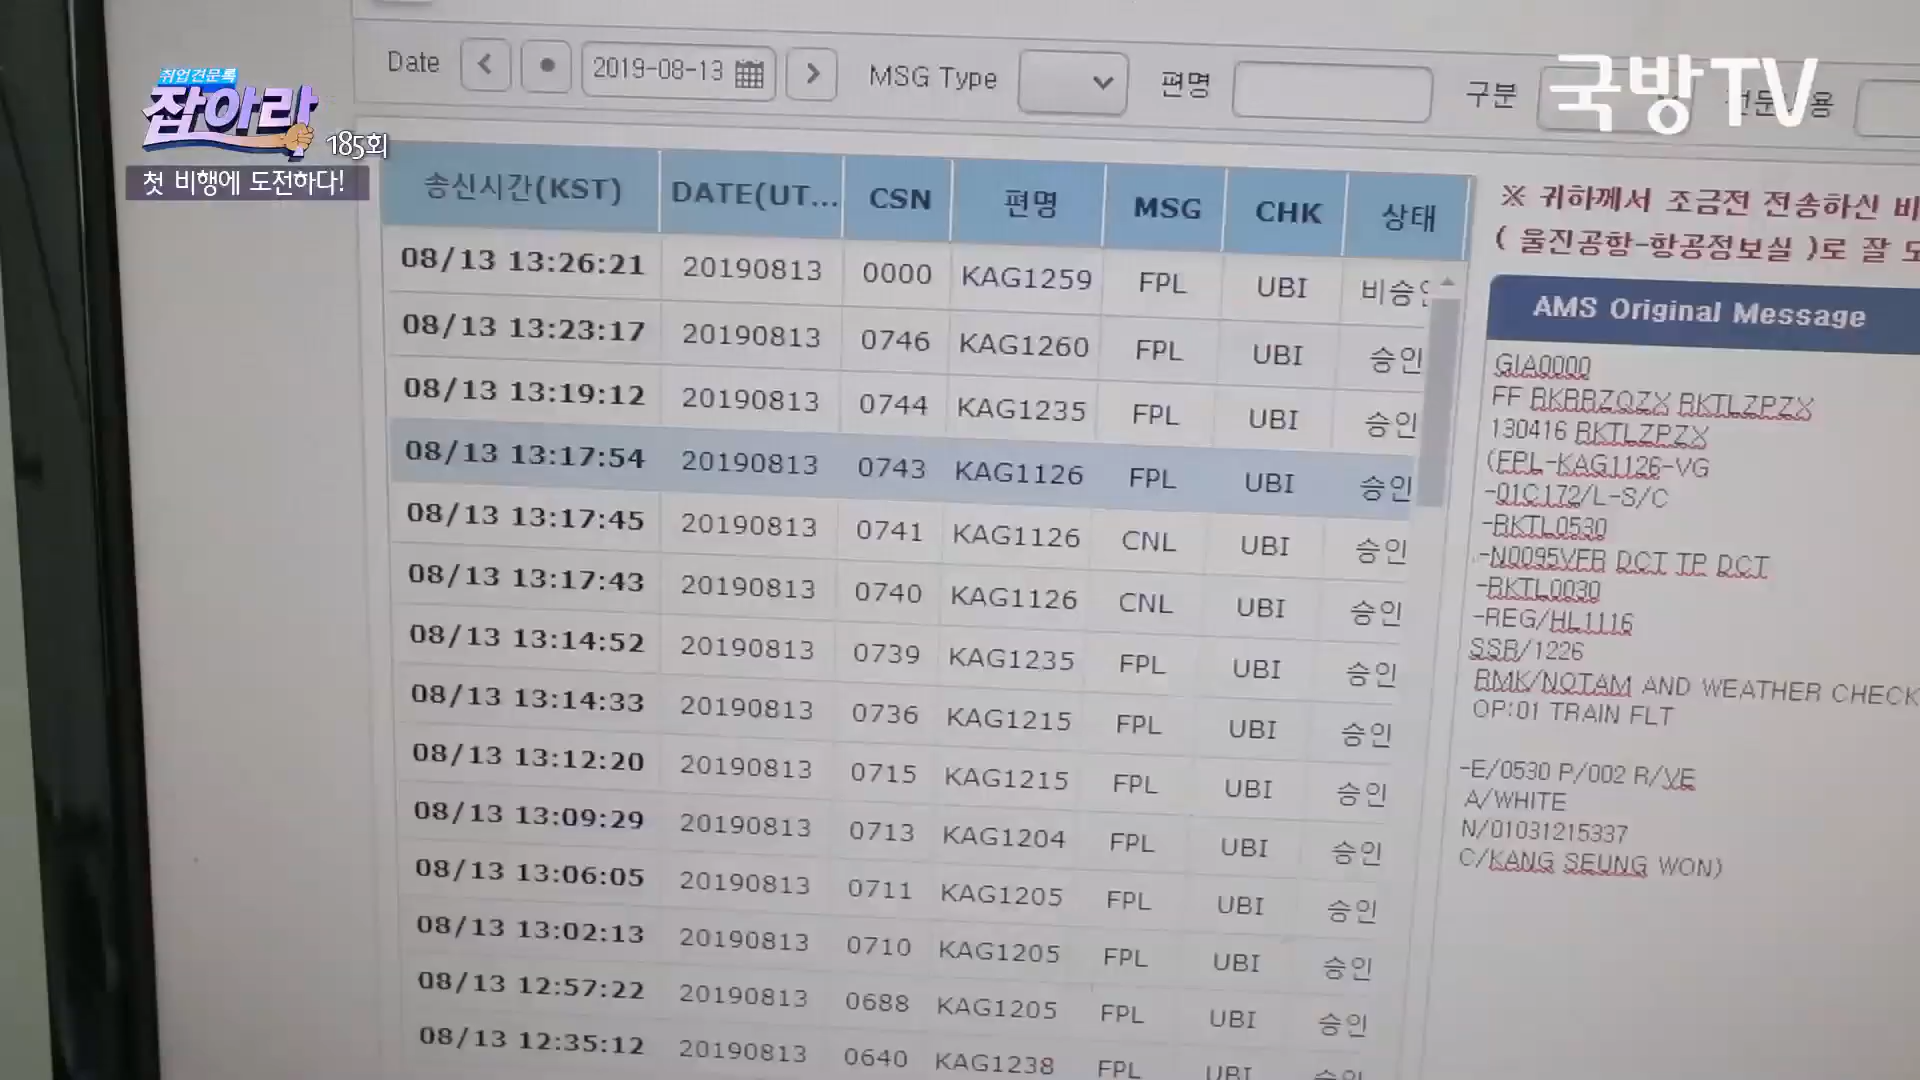 취업견문록
잡아라
185회
첫 비행에 도전하다!
국방TV
Date 2019-08-13 MSG Type 편명 구분
송신시간(KST) DATE(UT... CSN 편명 MSG CHK 상태
08/13 13:26:21 20190813 0000 KAG1259 FPL UBI 비승인
08/13 13:23:17 20190813 0746 KAG1260 FPL UBI 승인
08/13 13:19:12 20190813 0744 KAG1235 FPL UBI 승인
08/13 13:17:54 20190813 0743 KAG1126 FPL UBI 승인
08/13 13:17:45 20190813 0741 KAG1126 CNL UBI 승인
08/13 13:17:43 20190813 0740 KAG1126 CNL UBI 승인
08/13 13:14:52 20190813 0739 KAG1235 FPL UBI 승인
08/13 13:14:33 20190813 0736 KAG1215 FPL UBI 승인
08/13 13:12:20 20190813 0715 KAG1215 FPL UBI 승인
08/13 13:09:29 20190813 0713 KAG1204 FPL UBI 승인
08/13 13:06:05 20190813 0711 KAG1205 FPL UBI 승인
08/13 13:02:13 20190813 0710 KAG1205 FPL UBI 승인
08/13 12:57:22 20190813 0688 KAG1205 FPL UBI 승인
08/13 12:35:12 20190813 0640 KAG1238 FPL UBI 승인
※ 귀하께서 조금전 전송하신 비
( 울진공항-항공정보실 )로 잘 도
AMS Original Message
GIA0000
FF RKRRZQZX RKTLZPZX
130416 RKTLZPZX
(FPL-KAG1126-VG
-01C172/L-S/C
-RKTL0530
-N0095VFR DCT TP DCT
-RKTL0030
-REG/HL1116
SSR/1226
RMK/NOTAM AND WEATHER CHECK
OP:01 TRAIN FLT
-E/0530 P/002 R/VE
A/WHITE
N/01031215337
C/KANG SEUNG WON)